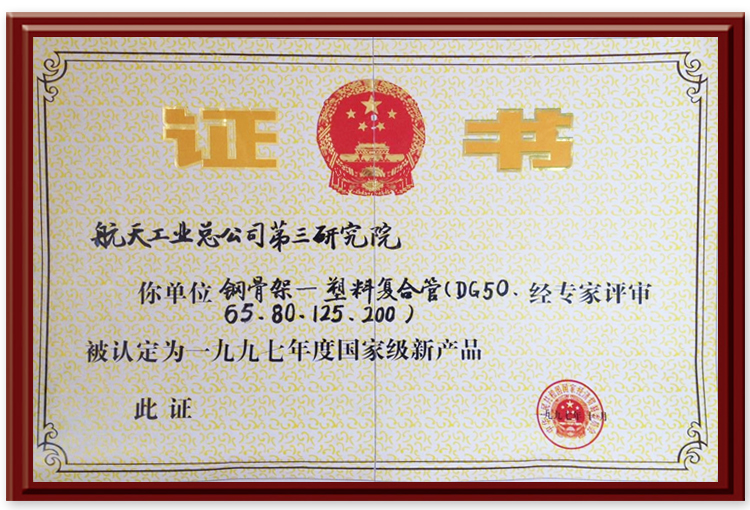 证书
航天工业总公司第三研究院
你单位 钢骨架—塑料复合管(DG50、经专家评审
65、80、125、200)
被认定为一九九七年度国家级新产品
此证